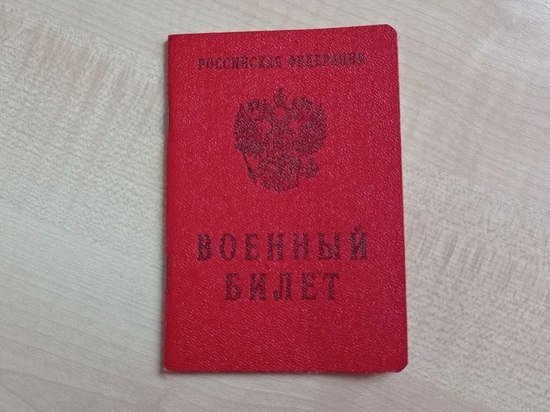 РОССИЙСКАЯ ФЕДЕРАЦИЯ
ВОЕННЫЙ
БИЛЕТ